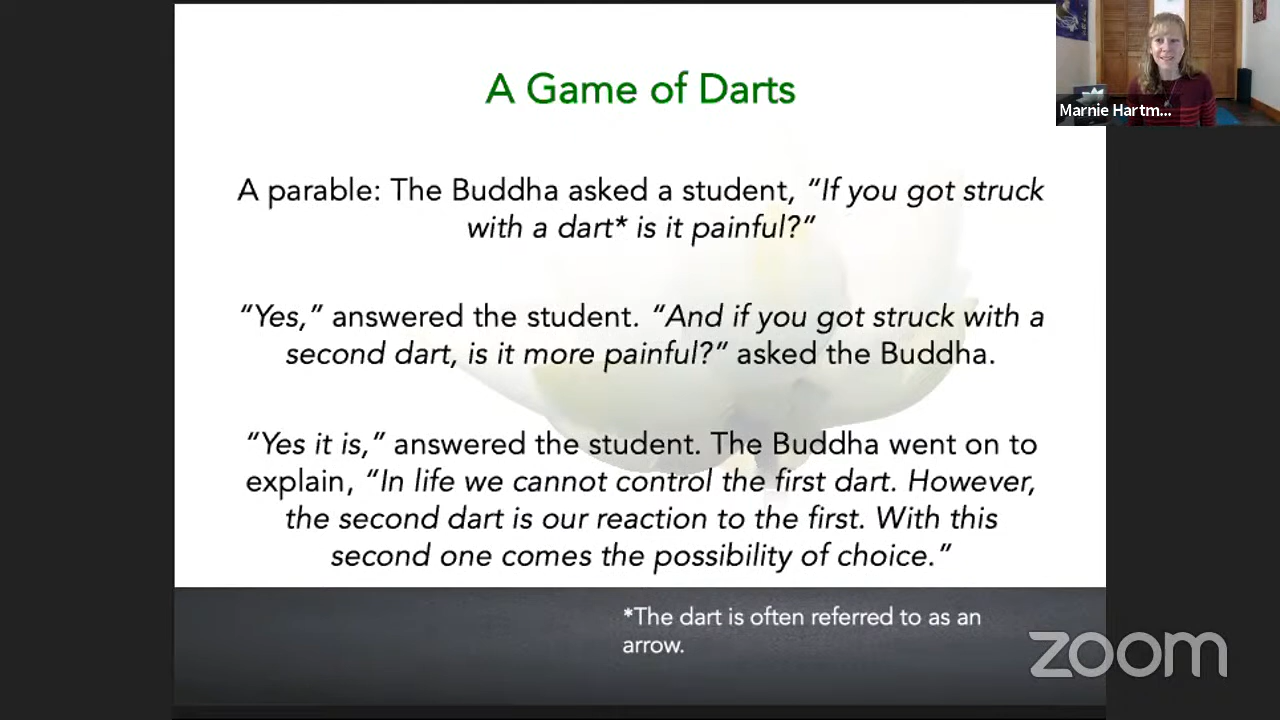 A Game of Darts
A parable: The Buddha asked a student, “If you got struck
with a dart* is it painful?”
“Yes,” answered the student. “And if you got struck with a
second dart, is it more painful?” asked the Buddha.
“Yes it is,” answered the student. The Buddha went on to
explain, “In life we cannot control the first dart. However,
the second dart is our reaction to the first. With this
second one comes the possibility of choice.”
*The dart is often referred to as an
arrow.
Marnie Hartm...
zoom